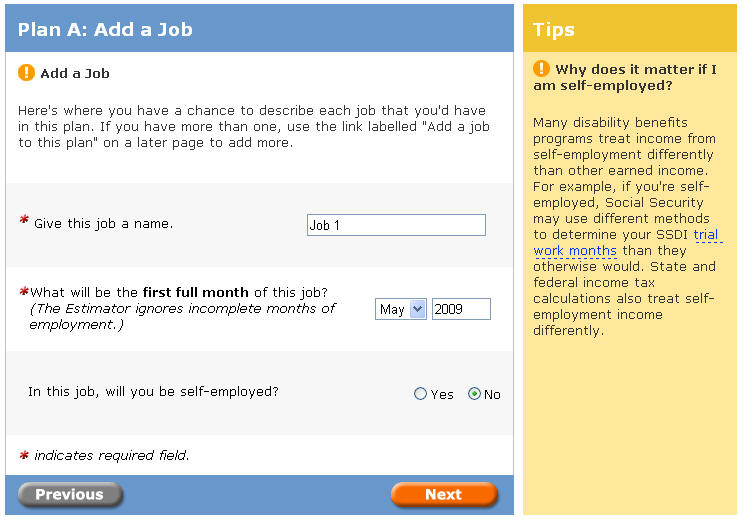 Plan A: Add a Job
Add a Job
Here's where you have a chance to describe each job that you'd have
in this plan. If you have more than one, use the link labelled "Add a job
to this plan" on a later page to add more.
* Give this job a name.
Job 1
*What will be the first full month of this job?
(The Estimator ignores incomplete months of
employment.)
May 2009
In this job, will you be self-employed?
Yes No
* indicates required field.
Previous Next
Tips
Why does it matter if I
am self-employed?
Many disability benefits
programs treat income from
self-employment differently
than other earned income.
For example, if you're self-
employed, Social Security
may use different methods
to determine your SSDI trial
work months than they
otherwise would. State and
federal income tax
calculations also treat self-
employment income
differently.